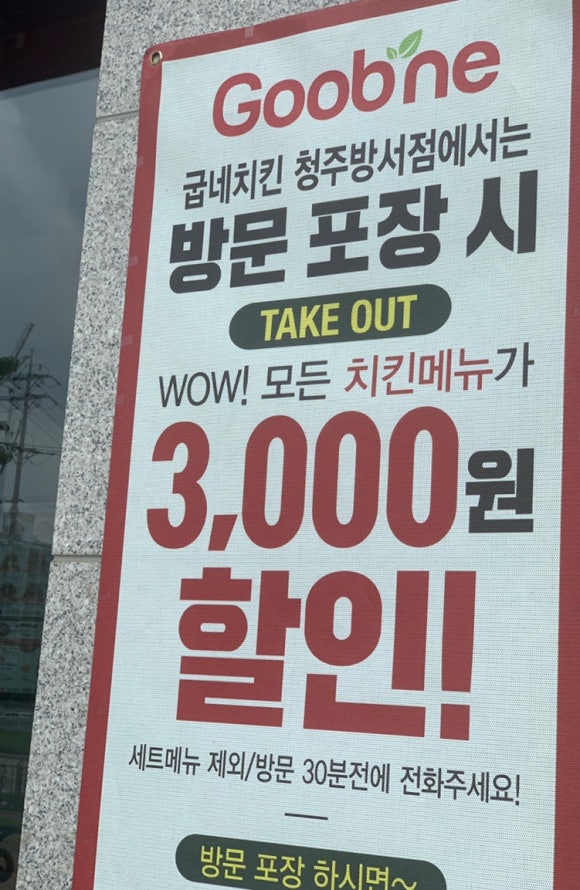 Goobne
굽네치킨 청주방서점에서는
방문 포장 시
TAKE OUT
WOW! 모든 치킨메뉴가
3,000원
할인!
세트메뉴 제외/방문 30분전에 전화주세요!
방문 포장 하시면~